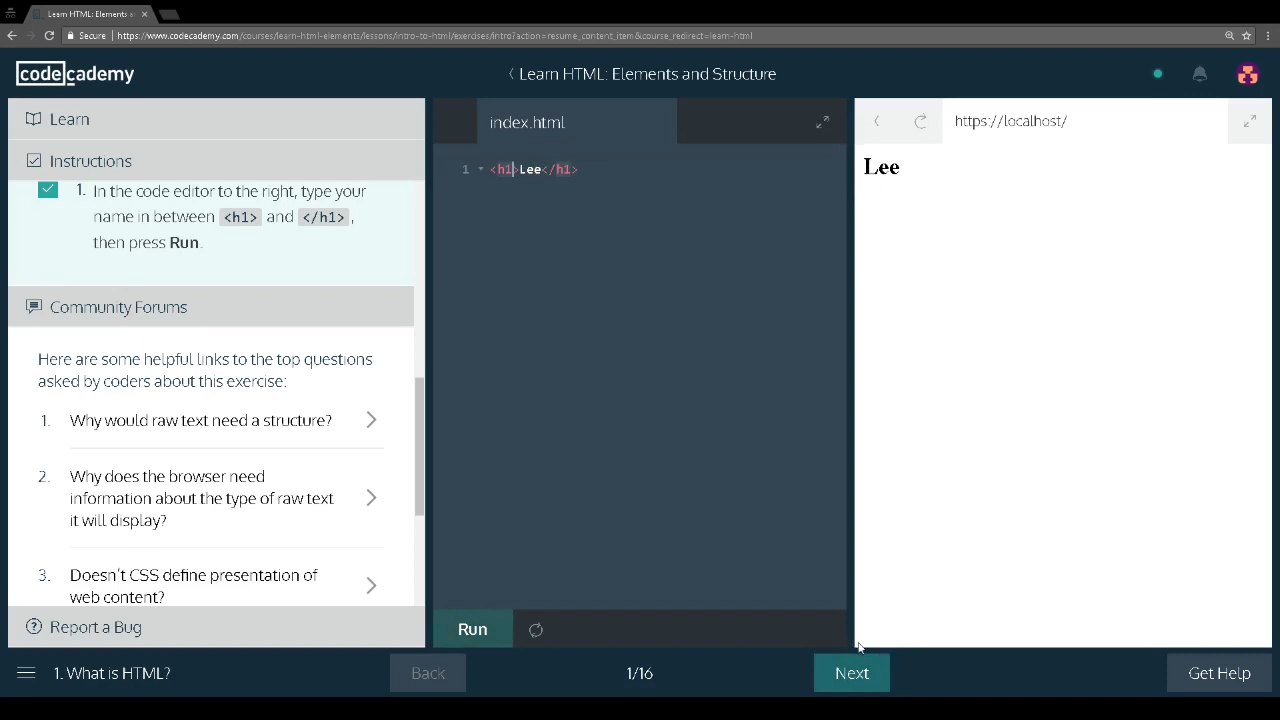 Learn HTML: Elements an
Secure
https://www.codecademy.com/courses/learn-html-elements/lessons/intro-to-html/exercises/intro?action=resume_content_item&course_redirect=learn-html
codecademy
Learn HTML: Elements and Structure
Learn
Instructions
1. In the code editor to the right, type your
name in between <h1> and </h1>,
then press Run.
Community Forums
Here are some helpful links to the top questions
asked by coders about this exercise:
1. Why would raw text need a structure?
2. Why does the browser need
information about the type of raw text
it will display?
3. Doesn't CSS define presentation of
web content?
Report a Bug
index.html
1 <h1>Lee</h1>
Run
https://localhost/
Lee
1. What is HTML?
Back
1/16
Next
Get Help